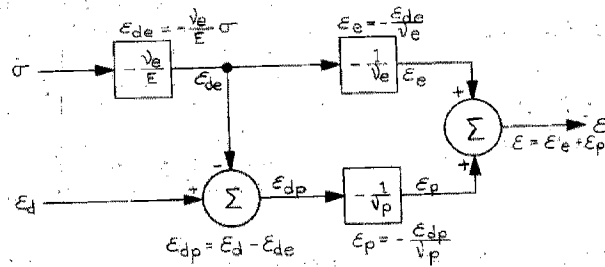 ε_de = -ν_e/E σ
ε_e = -ε_de/ν_e
σ
-ν_e/E
ε_de
-1/ν_e
ε_e
+
Σ
ε
ε = ε_e + ε_p
+
-
ε_d
+
Σ
ε_dp
-1/ν_p
ε_p
ε_dp = ε_d - ε_de
ε_p = -ε_dp/ν_p